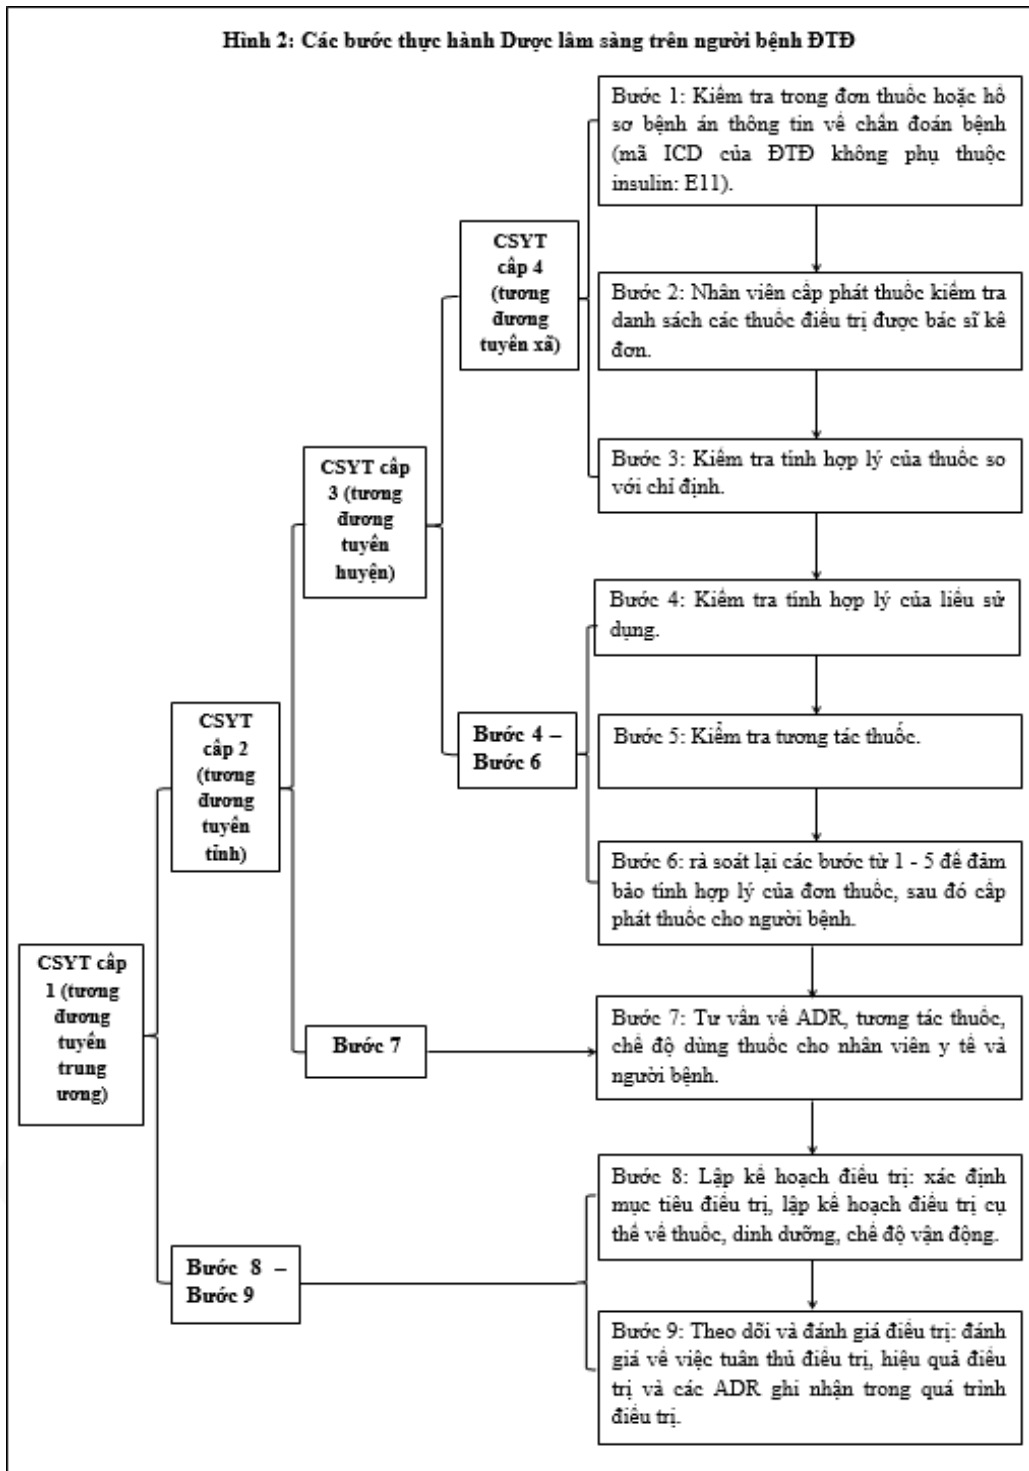 Hình 2: Các bước thực hành Dược lâm sàng trên người bệnh ĐTĐ
Bước 1: Kiểm tra trong đơn thuốc hoặc hồ
sơ bệnh án thông tin về chẩn đoán bệnh
(mã ICD của ĐTĐ không phụ thuộc
insulin: E11).
CSYT
cấp 4
(tương
đương
tuyến xã)
Bước 2: Nhân viên cấp phát thuốc kiểm tra
danh sách các thuốc điều trị được bác sĩ kê
đơn.
Bước 3: Kiểm tra tính hợp lý của thuốc so
với chỉ định.
CSYT cấp
3 (tương
đương
tuyến
huyện)
Bước 4: Kiểm tra tính hợp lý của liều sử
dụng.
Bước 4 –
Bước 6
Bước 5: Kiểm tra tương tác thuốc.
CSYT
cấp 2
(tương
đương
tuyến
tỉnh)
Bước 6: rà soát lại các bước từ 1 - 5 để đảm
bảo tính hợp lý của đơn thuốc, sau đó cấp
phát thuốc cho người bệnh.
CSYT cấp
1 (tương
đương
tuyến
trung
ương)
Bước 7
Bước 7: Tư vấn về ADR, tương tác thuốc,
chế độ dùng thuốc cho nhân viên y tế và
người bệnh.
Bước 8: Lập kế hoạch điều trị: xác định
mục tiêu điều trị, lập kế hoạch điều trị cụ
thể về thuốc, dinh dưỡng, chế độ vận động.
Bước 8 –
Bước 9
Bước 9: Theo dõi và đánh giá điều trị: đánh
giá về việc tuân thủ điều trị, hiệu quả điều
trị và các ADR ghi nhận trong quá trình
điều trị.